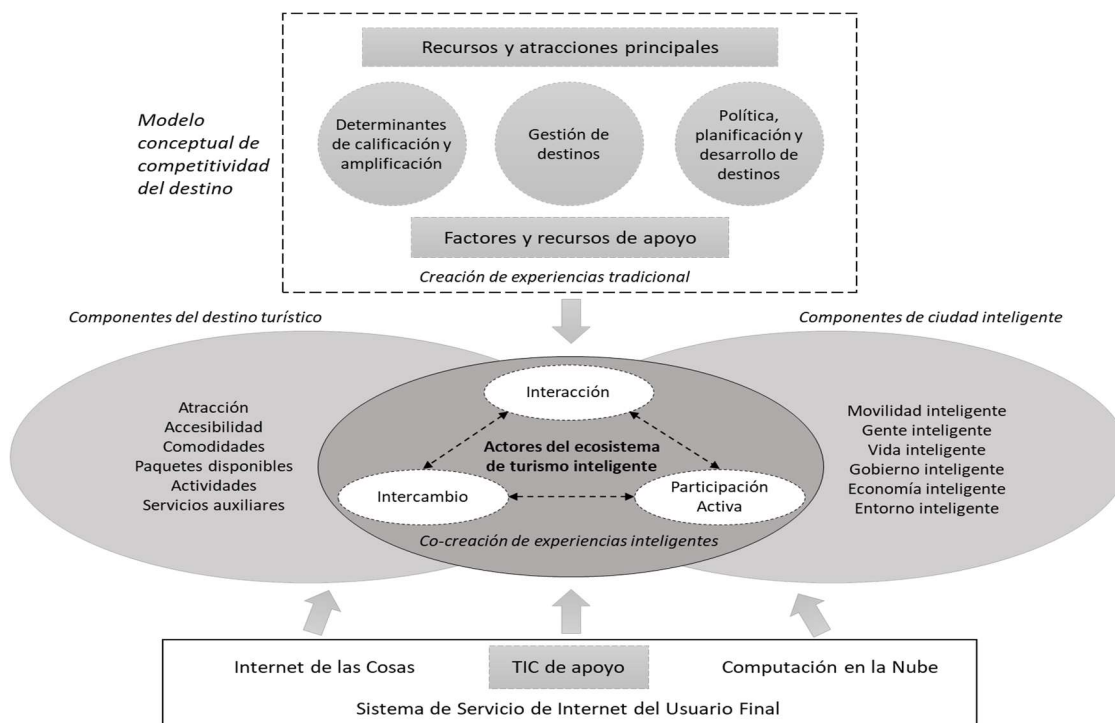 Recursos y atracciones principales
Modelo
conceptual de
competitividad
del destino
Determinantes
de calificación y
amplificación
Gestión de
destinos
Política,
planificación y
desarrollo de
destinos
Factores y recursos de apoyo
Creación de experiencias tradicional
Componentes del destino turístico
Componentes de ciudad inteligente
Atracción
Accesibilidad
Comodidades
Paquetes disponibles
Actividades
Servicios auxiliares
Interacción
Actores del ecosistema
de turismo inteligente
Intercambio
Participación
Activa
Co-creación de experiencias inteligentes
Movilidad inteligente
Gente inteligente
Vida inteligente
Gobierno inteligente
Economía inteligente
Entorno inteligente
Internet de las Cosas
TIC de apoyo
Computación en la Nube
Sistema de Servicio de Internet del Usuario Final